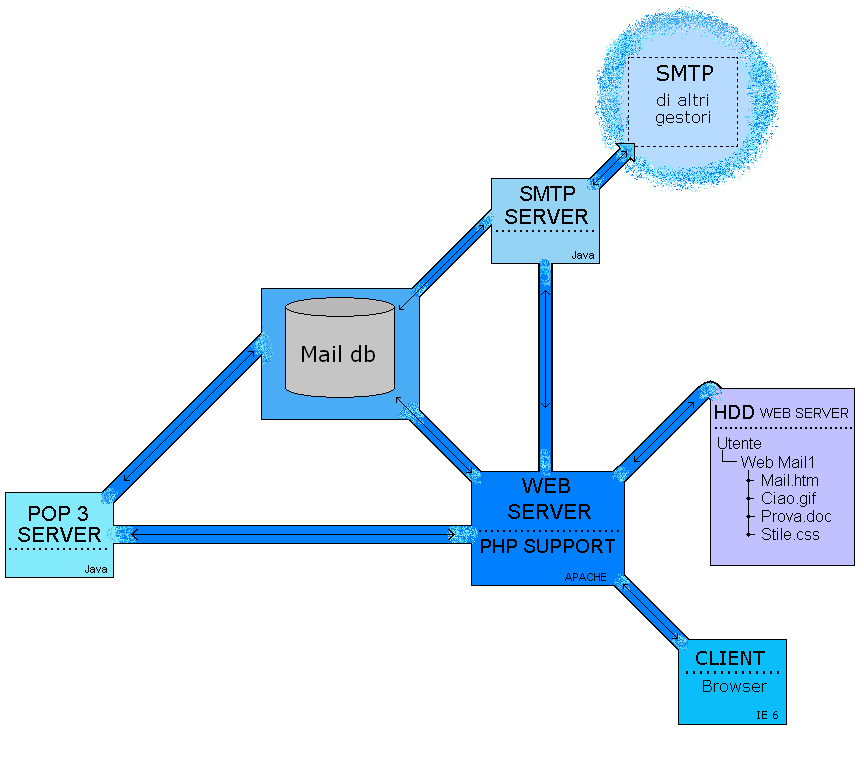 SMTP
di altri
gestori
SMTP
SERVER
Java
Mail db
HDD WEB SERVER
Utente
Web Mail1
Mail.htm
Ciao.gif
Prova.doc
Stile.css
WEB
SERVER
PHP SUPPORT
APACHE
POP 3
SERVER
Java
CLIENT
Browser
IE 6